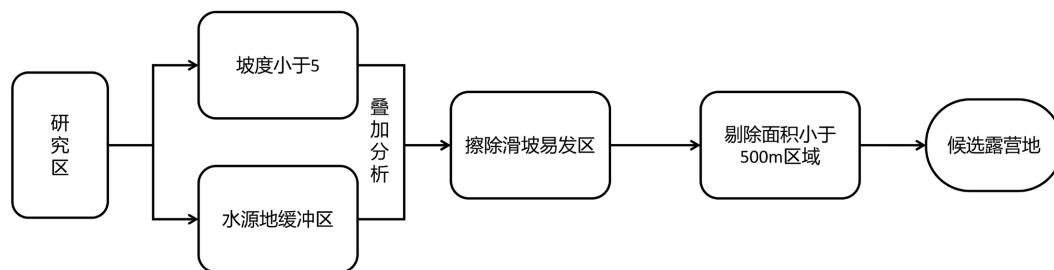 研
究
区
坡度小于5
水源地缓冲区
叠
加
分
析
擦除滑坡易发区
剔除面积小于
500m区域
候选露营地